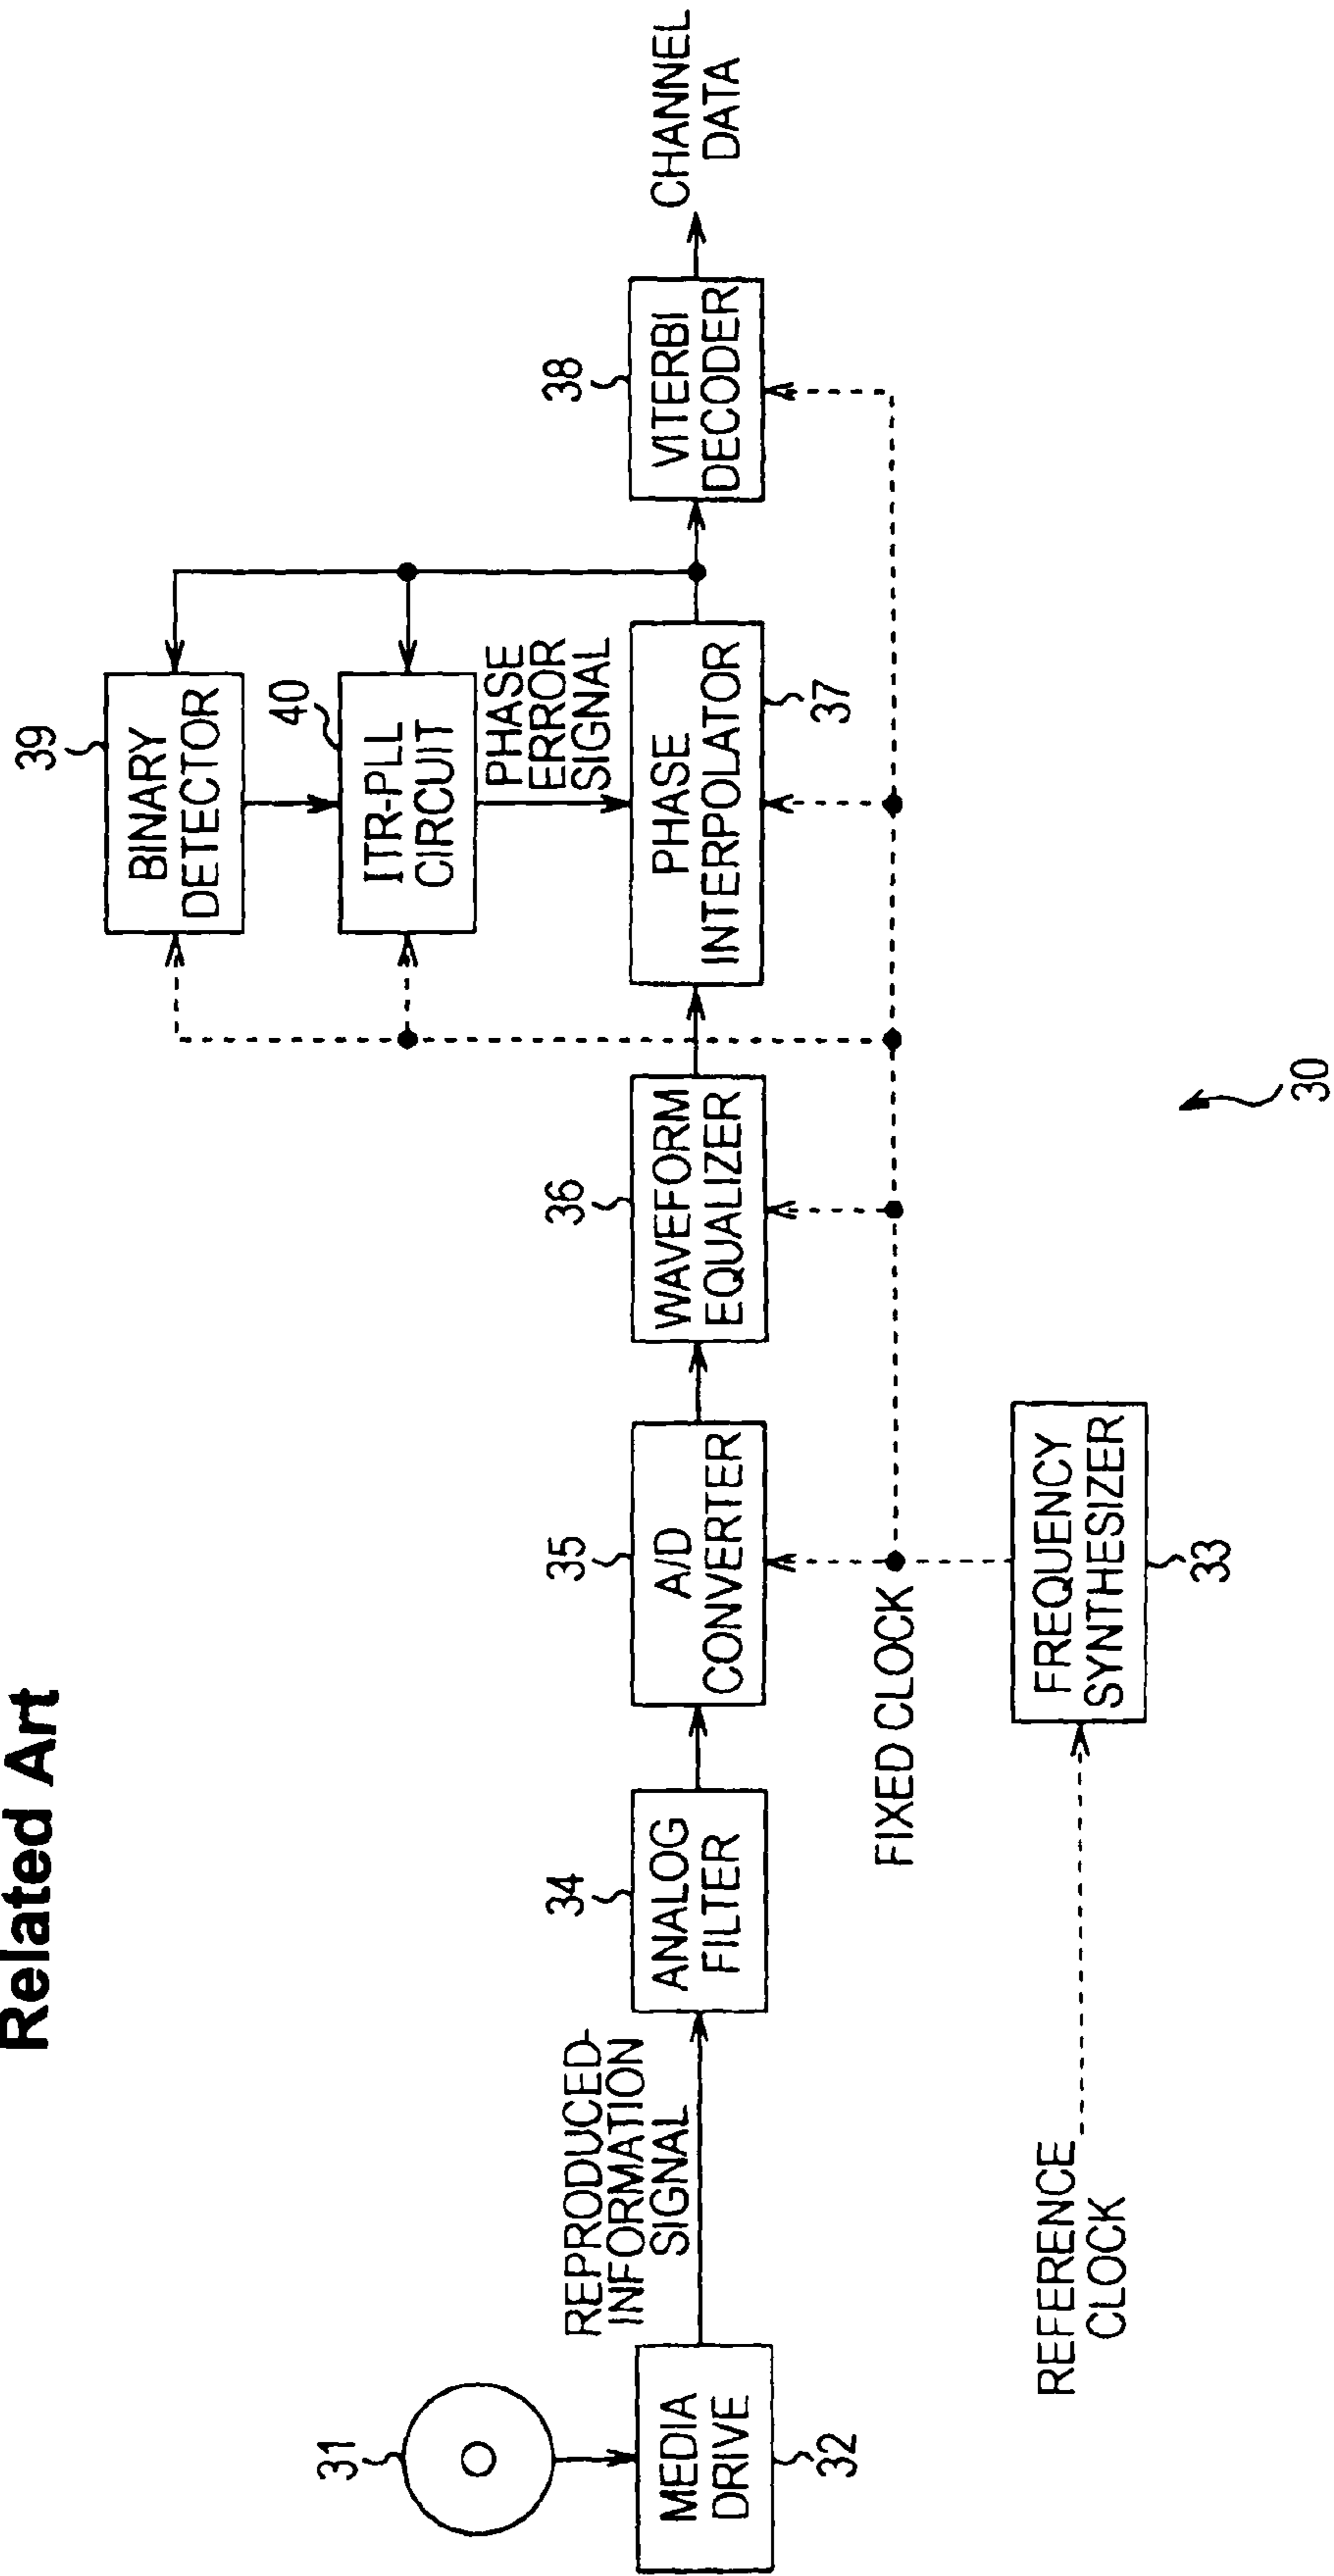 Related Art
31
MEDIA
DRIVE
32
REPRODUCED-
INFORMATION
SIGNAL
34
ANALOG
FILTER
35
A/D
CONVERTER
36
WAVEFORM
EQUALIZER
39
BINARY
DETECTOR
40
ITR-PLL
CIRCUIT
PHASE
ERROR
SIGNAL
PHASE
INTERPOLATOR
37
38
VITERBI
DECODER
CHANNEL
DATA
FIXED CLOCK
REFERENCE
CLOCK
FREQUENCY
SYNTHESIZER
33
30